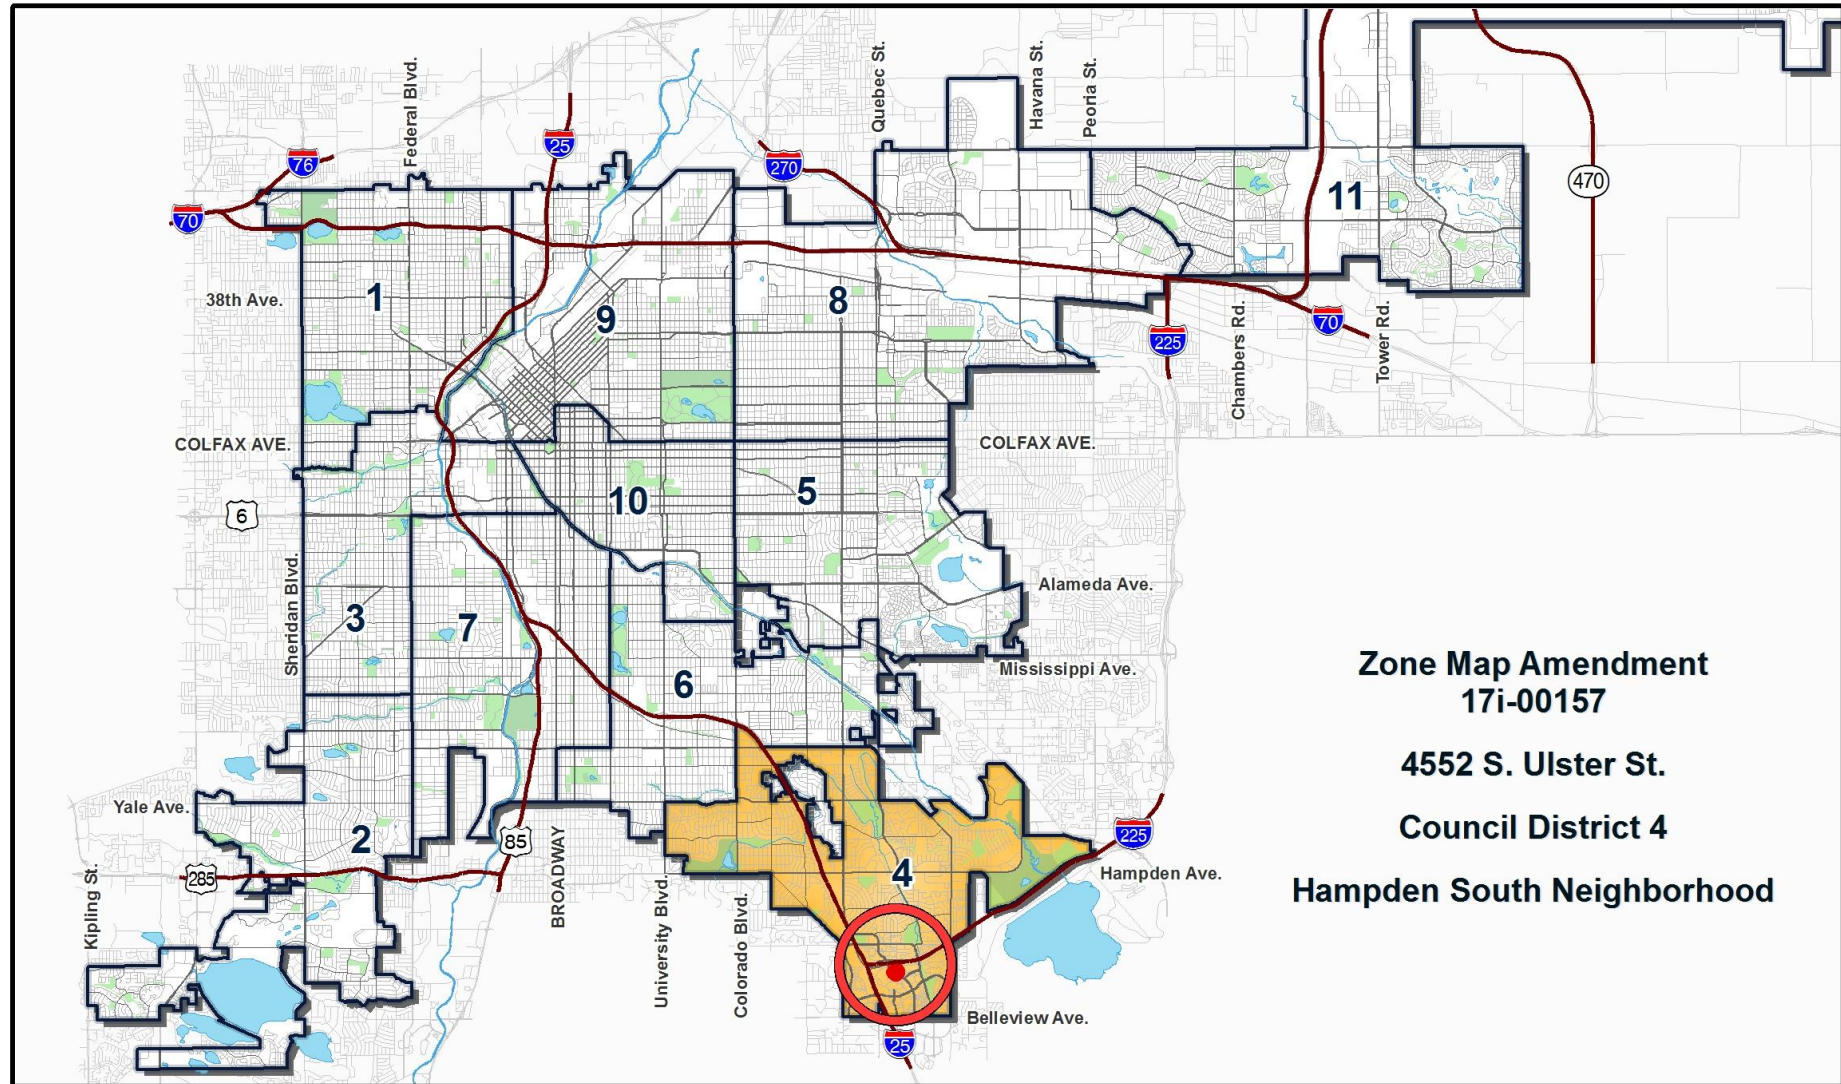 Federal Blvd.
Quebec St.
Havana St.
Peoria St.
25
76
270
70
470
11
38th Ave.
1
9
8
225
70
Chambers Rd.
Tower Rd.
COLFAX AVE.
COLFAX AVE.
10
5
6
Sheridan Blvd.
3
7
Alameda Ave.
Mississippi Ave.
6
Zone Map Amendment
17i-00157
4552 S. Ulster St.
Council District 4
Hampden South Neighborhood
Yale Ave.
2
85
285
BROADWAY
Kipling St.
University Blvd.
Colorado Blvd.
4
225
Hampden Ave.
Belleview Ave.
25